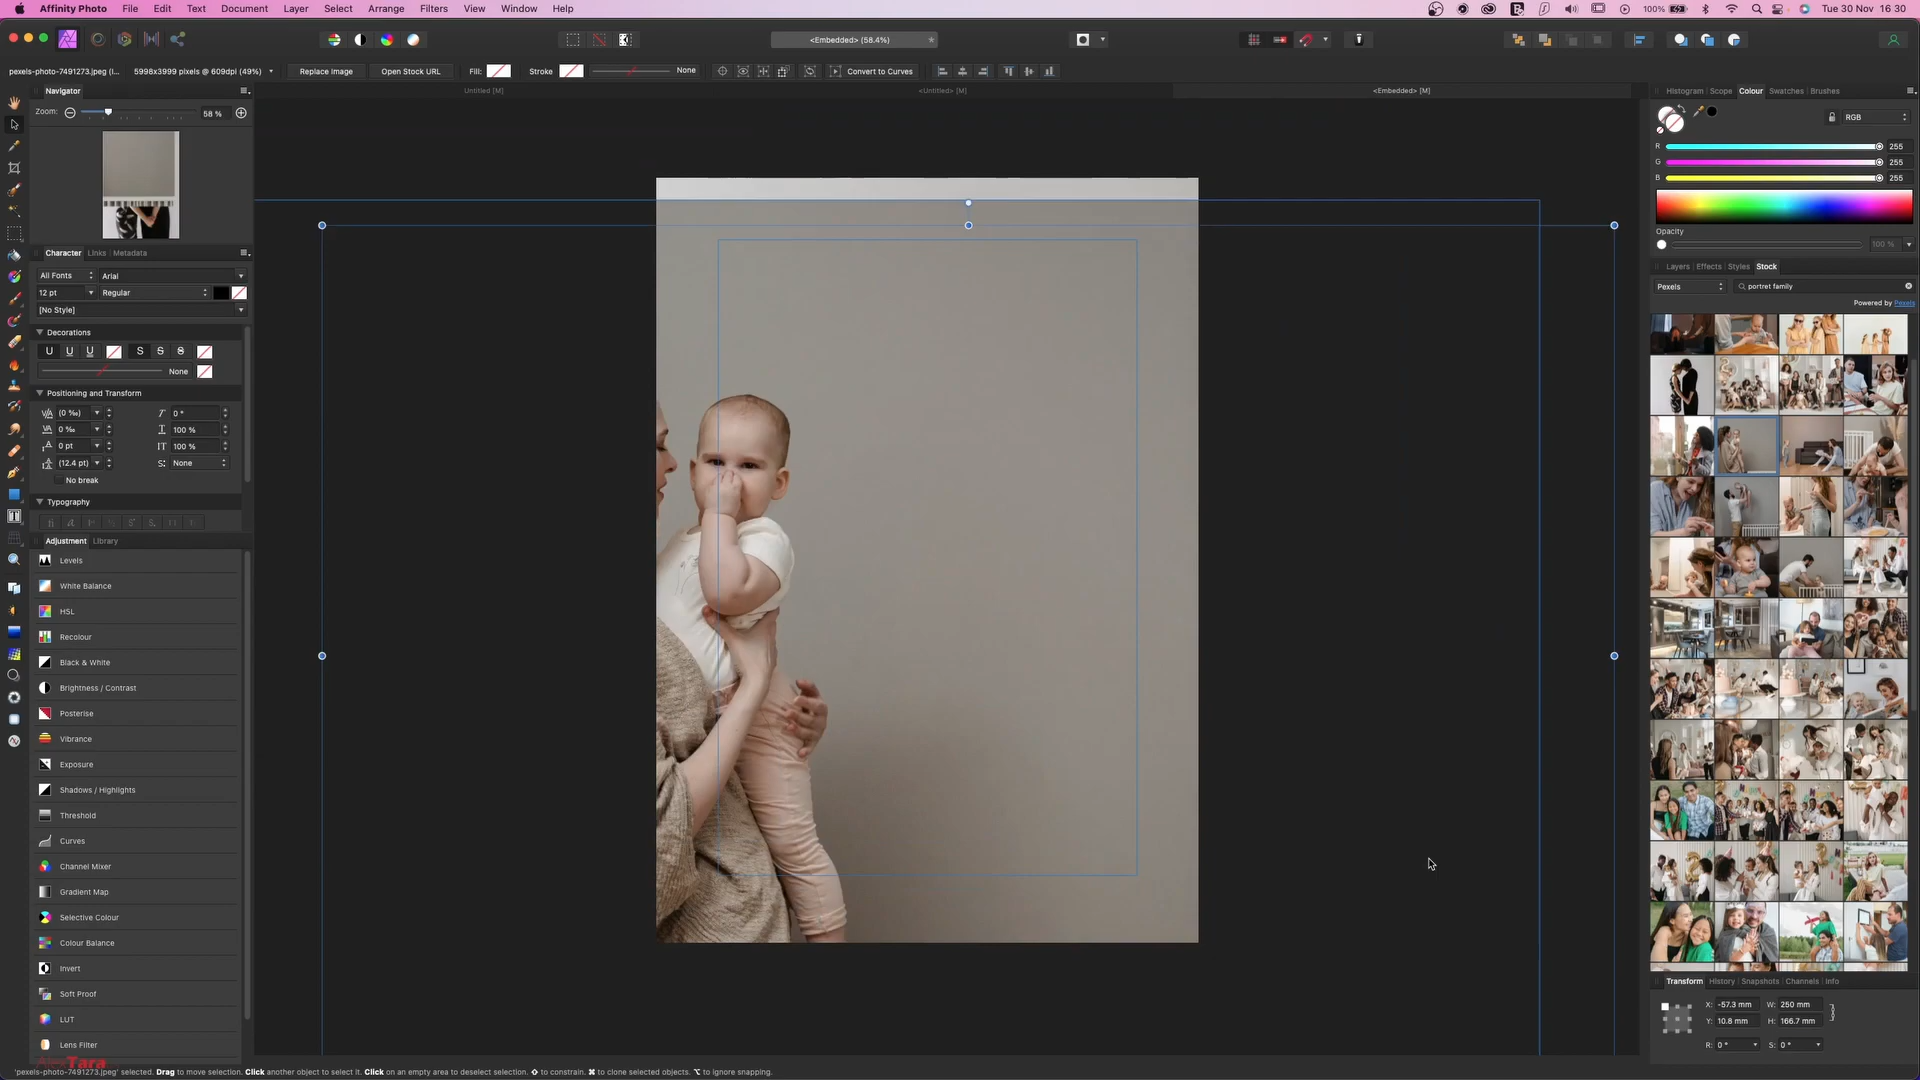 Affinity Photo File Edit Text Document Layer Select Arrange Filters View Window Help
100% Tue 30 Nov 16:30
<Embedded> (58.4%)
pexels-photo-7491273.jpeg (I... 5998x3999 pixels @ 609dpi (49%) Replace Image Open Stock URL Fill: Stroke None Convert to Curves
Navigator
Untitled [M] <Untitled> [M] <Embedded> [M]
Zoom: 58 %
Character Links Metadata
All Fonts Arial
12 pt Regular
[No Style]
Decorations
U U U S S S
None
Positioning and Transform
(0 ‰) 0 °
0 ‰ 100 %
0 pt 100 %
(12.4 pt) S: None
No break
Typography
Adjustment Library
Levels
White Balance
HSL
Recolour
Black & White
Brightness / Contrast
Posterise
Vibrance
Exposure
Shadows / Highlights
Threshold
Curves
Channel Mixer
Gradient Map
Selective Colour
Colour Balance
Invert
Soft Proof
LUT
Lens Filter
AlexTara
'pexels-photo-7491273.jpeg' selected. Drag to move selection. Click another object to select it. Click on an empty area to deselect selection. ⇧ to constrain. ⌘ to clone selected objects. ⌥ to ignore snapping.
Histogram Scope Colour Swatches Brushes
RGB
R 255
G 255
B 255
Opacity
100 %
Layers Effects Styles Stock
Pexels portret family
Powered by Pexels
Transform History Snapshots Channels Info
X: -57.3 mm W: 250 mm
Y: 10.8 mm H: 166.7 mm
R: 0 ° S: 0 °